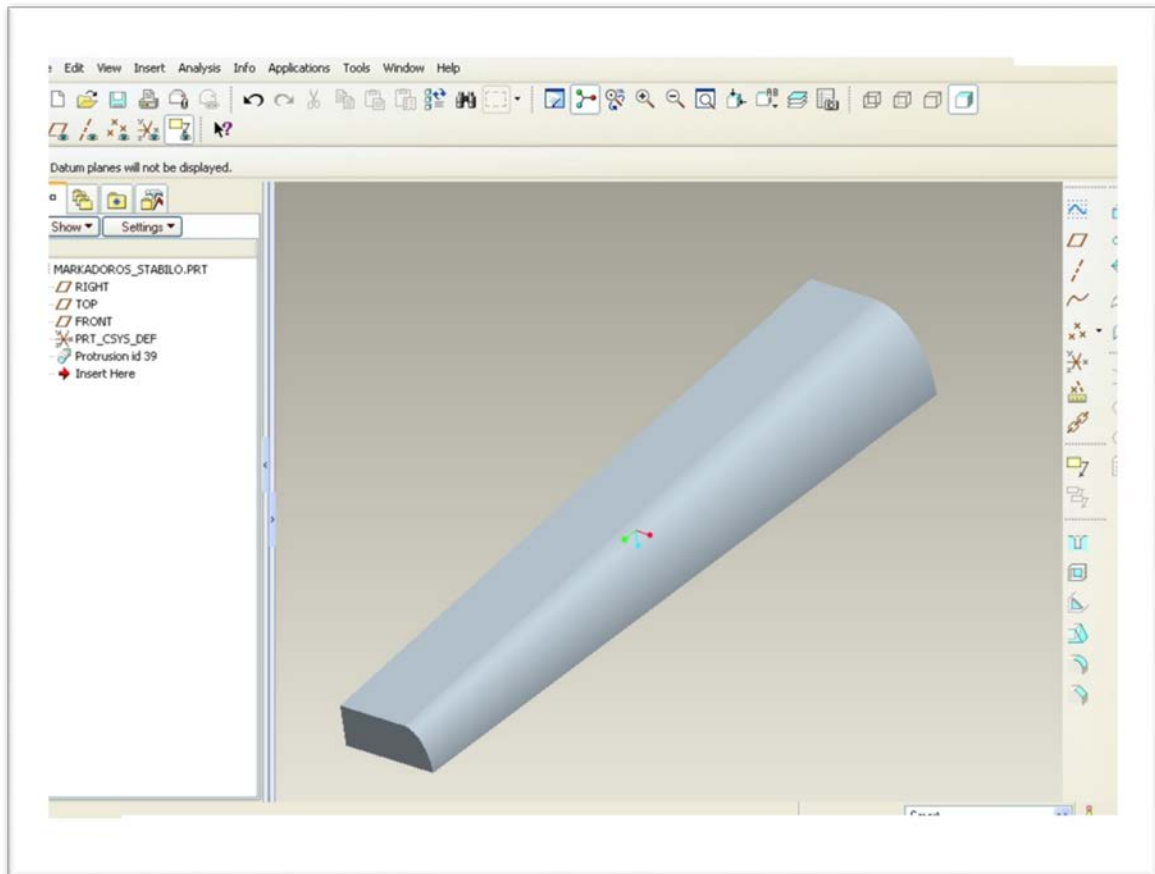 Edit View Insert Analysis Info Applications Tools Window Help
Datum planes will not be displayed.
Show Settings
MARKADOROS_STABILO.PRT
RIGHT
TOP
FRONT
PRT_CSYS_DEF
Protrusion id 39
Insert Here